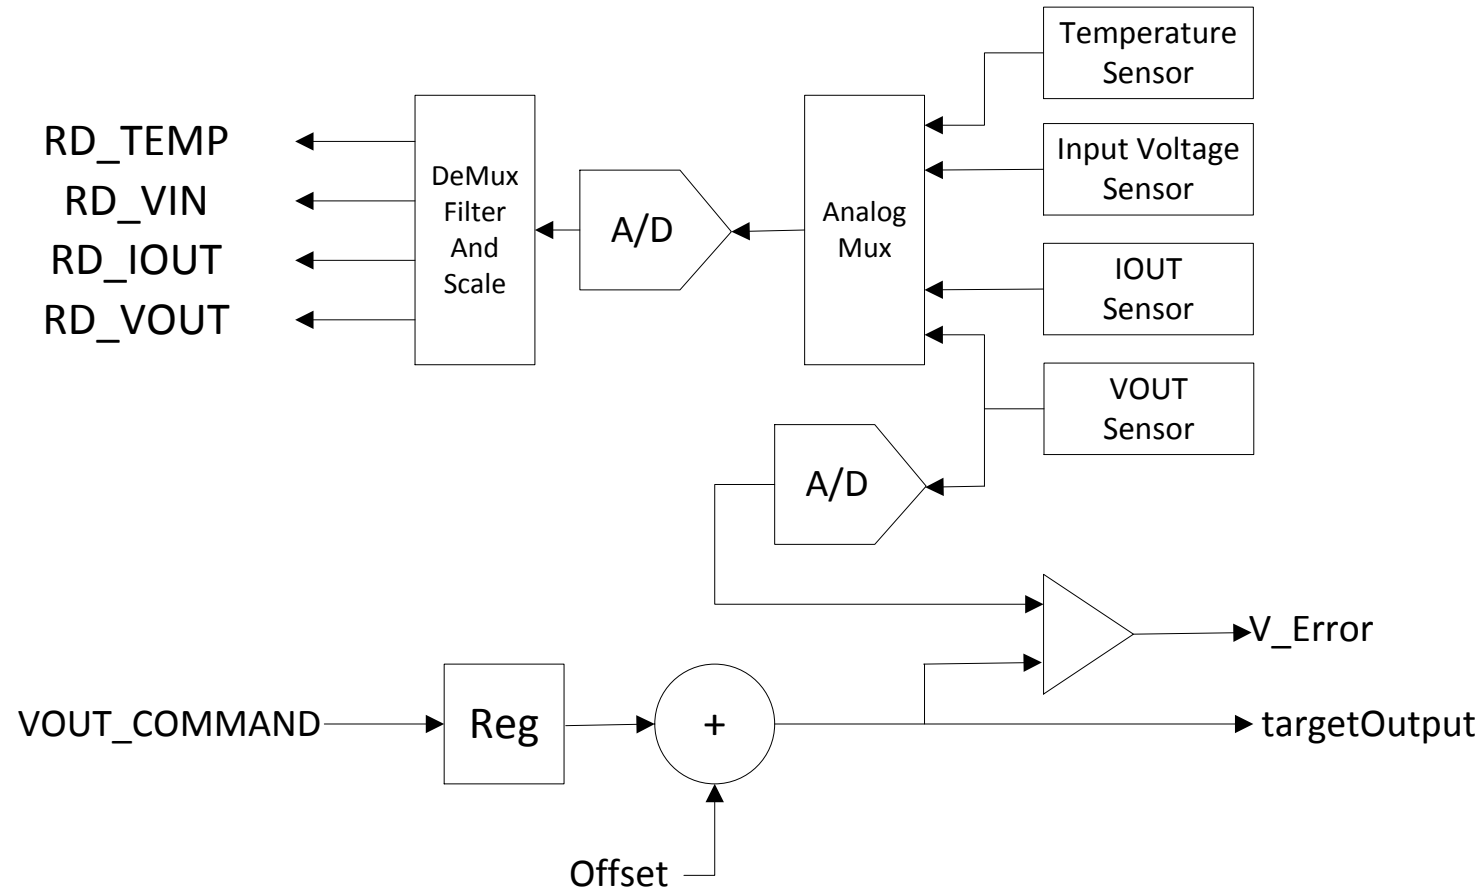 Temperature
Sensor
RD_TEMP
RD_VIN
RD_IOUT
RD_VOUT
DeMux
Filter
And
Scale
A/D
Analog
Mux
Input Voltage
Sensor
IOUT
Sensor
VOUT
Sensor
A/D
V_Error
VOUT_COMMAND
Reg
+
targetOutput
Offset